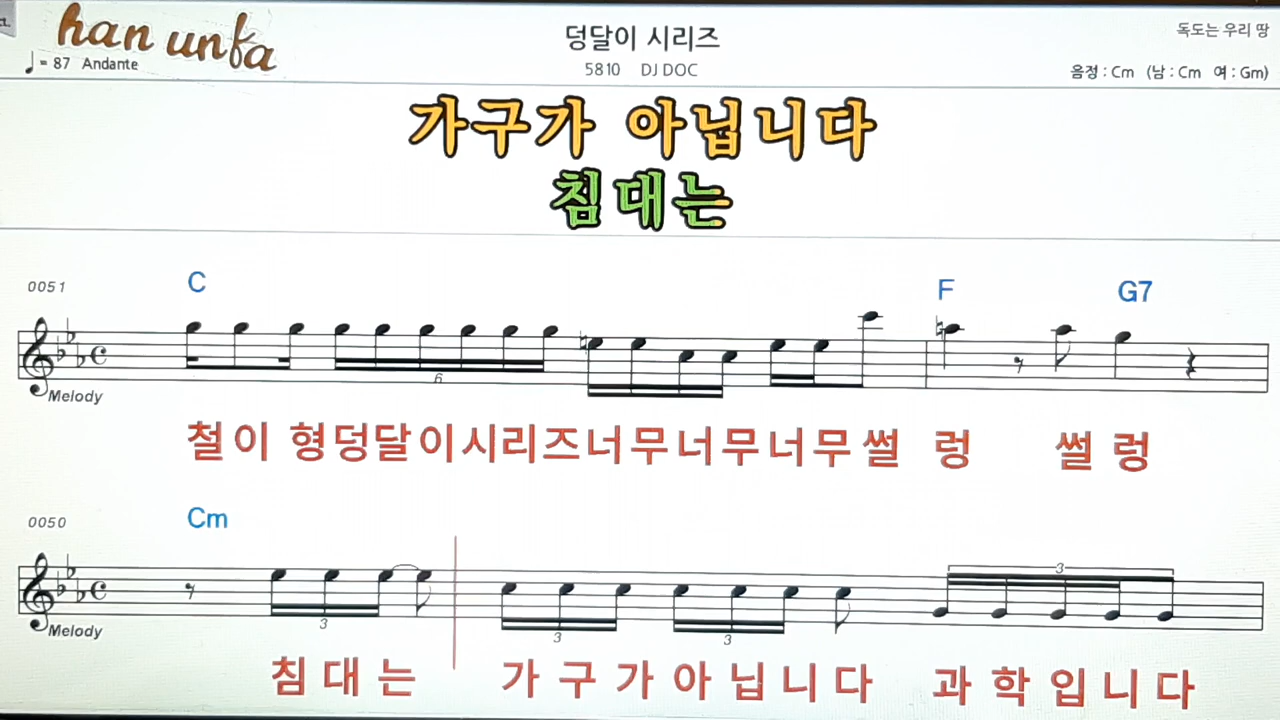 han unfa
덩달이 시리즈
독도는 우리 땅
♩ = 87 Andante
5810 DJ DOC
음정 : Cm (남 : Cm 여 : Gm)
가구가 아닙니다
침대는
0051
C F G7
6
Melody
철이 형덩달이시리즈너무너무너무썰 렁 썰렁
0050
Cm
3 3 3 3
Melody
침대는 가구가아닙니다 과학입니다